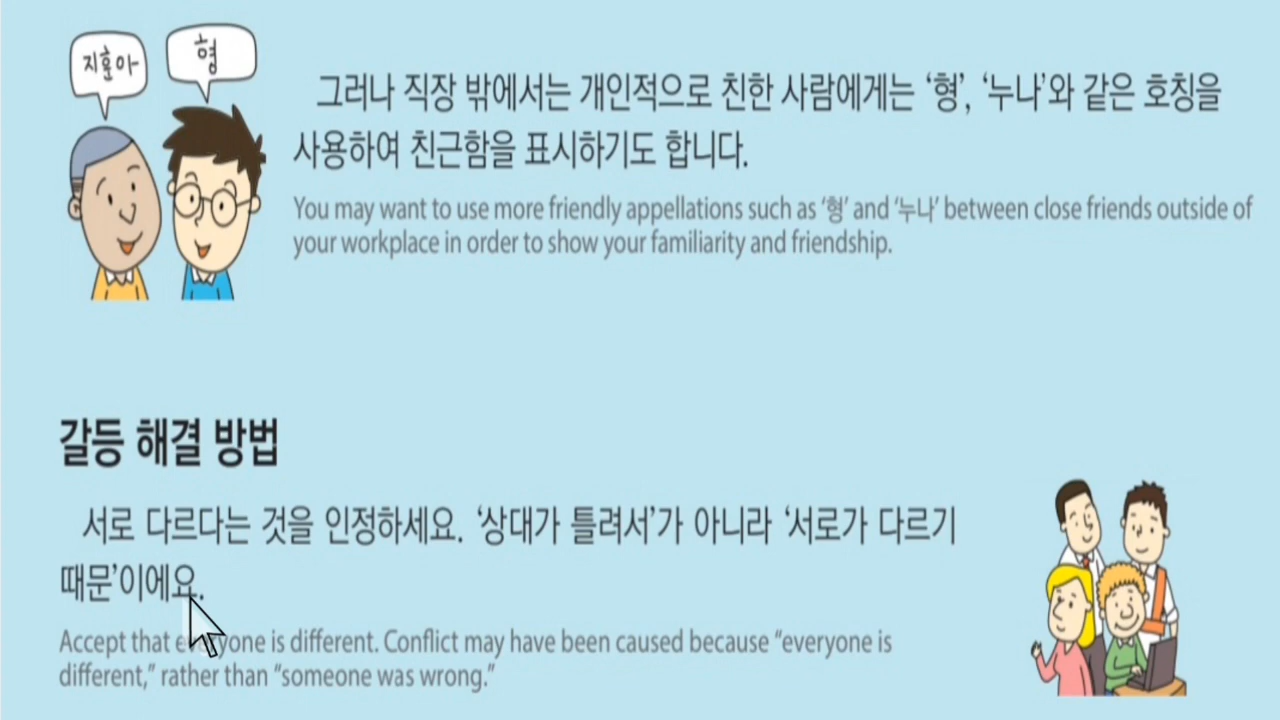 지훈아
형
그러나 직장 밖에서는 개인적으로 친한 사람에게는 ‘형’, ‘누나’와 같은 호칭을
사용하여 친근함을 표시하기도 합니다.
You may want to use more friendly appellations such as ‘형’ and ‘누나’ between close friends outside of
your workplace in order to show your familiarity and friendship.
갈등 해결 방법
서로 다르다는 것을 인정하세요. ‘상대가 틀려서’가 아니라 ‘서로가 다르기
때문’이에요.
Accept that everyone is different. Conflict may have been caused because “everyone is
different,” rather than “someone was wrong.”